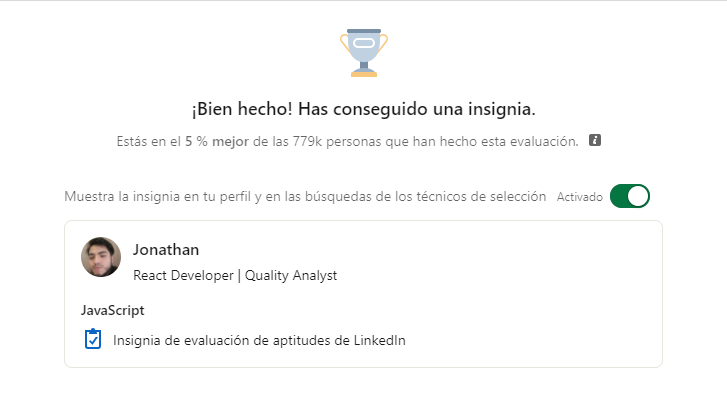 ¡Bien hecho! Has conseguido una insignia.
Estás en el 5 % mejor de las 779k personas que han hecho esta evaluación.
Muestra la insignia en tu perfil y en las búsquedas de los técnicos de selección Activado
Jonathan
React Developer | Quality Analyst
JavaScript
Insignia de evaluación de aptitudes de LinkedIn